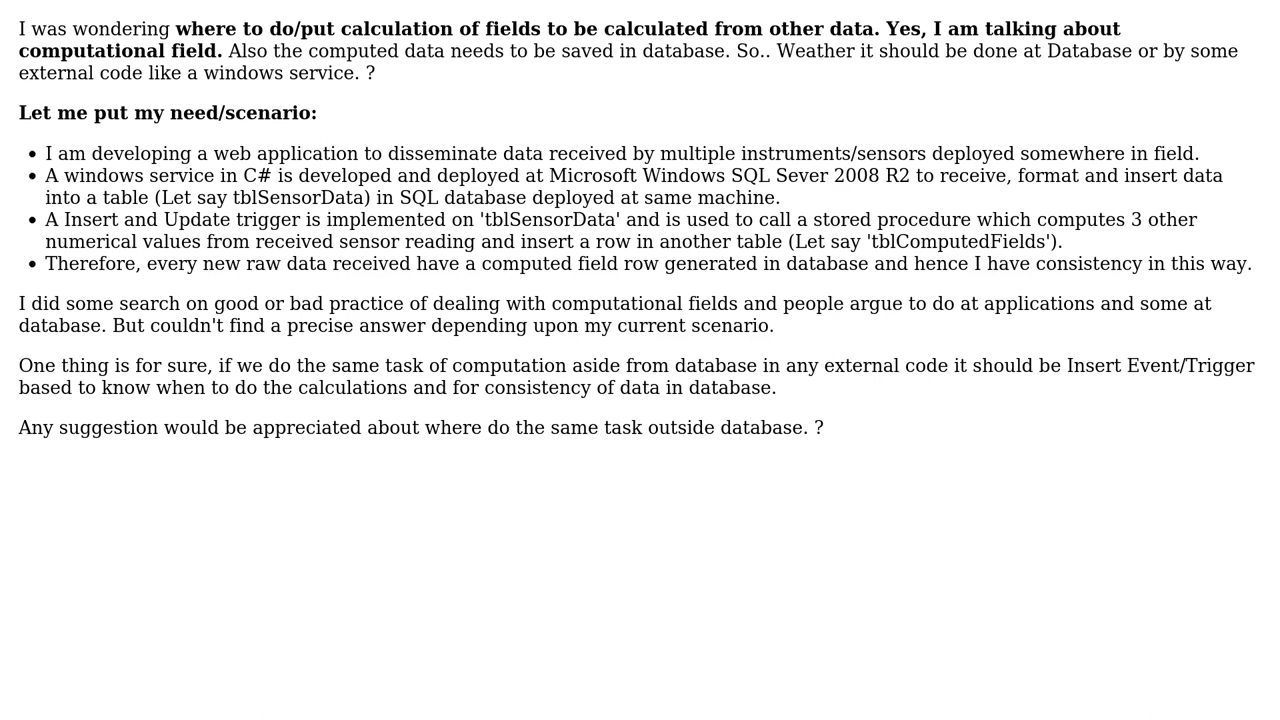 I was wondering where to do/put calculation of fields to be calculated from other data. Yes, I am talking about
computational field. Also the computed data needs to be saved in database. So.. Weather it should be done at Database or by some
external code like a windows service. ?
Let me put my need/scenario:
• I am developing a web application to disseminate data received by multiple instruments/sensors deployed somewhere in field.
• A windows service in C# is developed and deployed at Microsoft Windows SQL Sever 2008 R2 to receive, format and insert data
into a table (Let say tblSensorData) in SQL database deployed at same machine.
• A Insert and Update trigger is implemented on 'tblSensorData' and is used to call a stored procedure which computes 3 other
numerical values from received sensor reading and insert a row in another table (Let say 'tblComputedFields').
• Therefore, every new raw data received have a computed field row generated in database and hence I have consistency in this way.
I did some search on good or bad practice of dealing with computational fields and people argue to do at applications and some at
database. But couldn't find a precise answer depending upon my current scenario.
One thing is for sure, if we do the same task of computation aside from database in any external code it should be Insert Event/Trigger
based to know when to do the calculations and for consistency of data in database.
Any suggestion would be appreciated about where do the same task outside database. ?